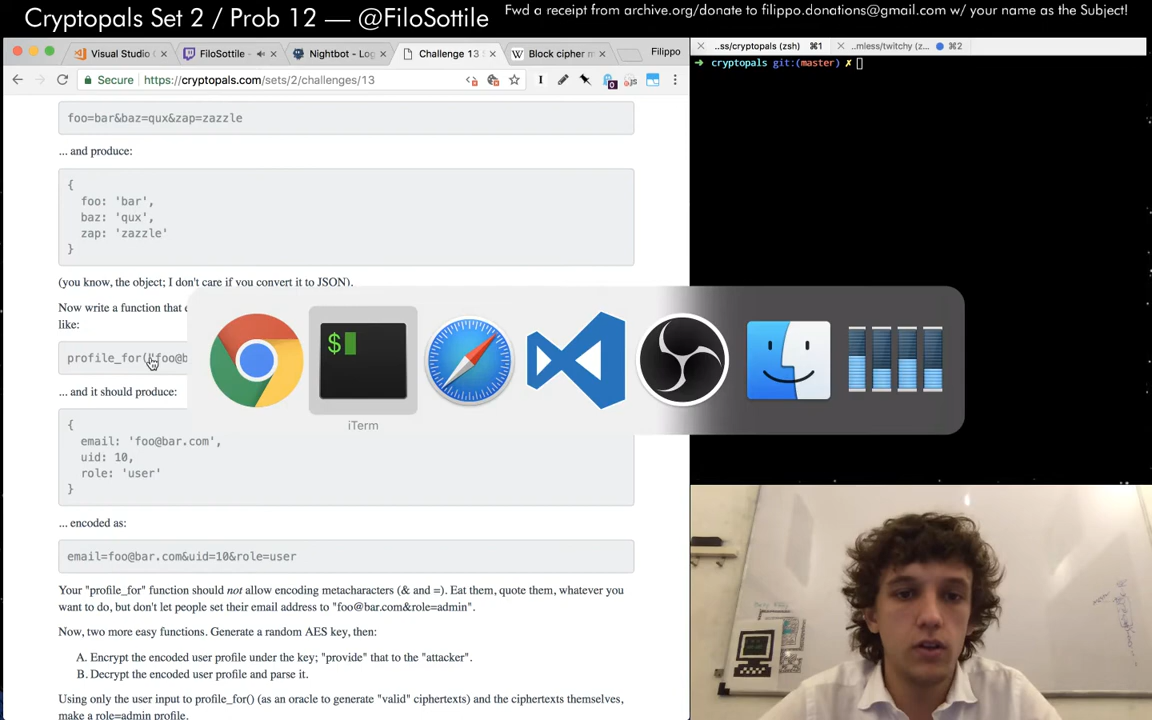 Cryptopals Set 2 / Prob 12 — @FiloSottile
Fwd a receipt from archive.org/donate to filippo.donations@gmail.com w/ your name as the Subject!
Visual Studio
FiloSottile -
Nightbot - Log
Challenge 13
Block cipher m
Filippo
..ss/cryptopals (zsh) ⌘1
..mless/twitchy (z... ⌘2
Secure https://cryptopals.com/sets/2/challenges/13
→ cryptopals git:(master) ✗
foo=bar&baz=qux&zap=zazzle
... and produce:
{
foo: 'bar',
baz: 'qux',
zap: 'zazzle'
}
(you know, the object; I don't care if you convert it to JSON).
Now write a function that
like:
profile_for("foo@b
... and it should produce:
iTerm
{
email: 'foo@bar.com',
uid: 10,
role: 'user'
}
... encoded as:
email=foo@bar.com&uid=10&role=user
Your "profile_for" function should not allow encoding metacharacters (& and =). Eat them, quote them, whatever you
want to do, but don't let people set their email address to "foo@bar.com&role=admin".
Now, two more easy functions. Generate a random AES key, then:
A. Encrypt the encoded user profile under the key; "provide" that to the "attacker".
B. Decrypt the encoded user profile and parse it.
Using only the user input to profile_for() (as an oracle to generate "valid" ciphertexts) and the ciphertexts themselves,
make a role=admin profile.